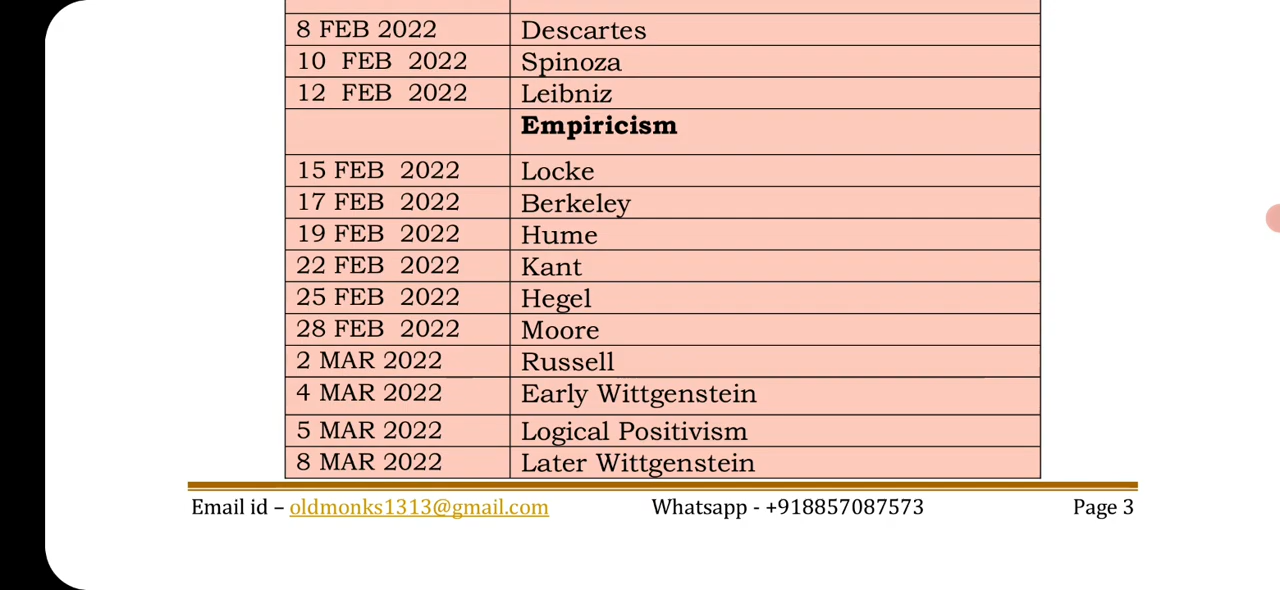 8 FEB 2022 Descartes
10 FEB 2022 Spinoza
12 FEB 2022 Leibniz
Empiricism
15 FEB 2022 Locke
17 FEB 2022 Berkeley
19 FEB 2022 Hume
22 FEB 2022 Kant
25 FEB 2022 Hegel
28 FEB 2022 Moore
2 MAR 2022 Russell
4 MAR 2022 Early Wittgenstein
5 MAR 2022 Logical Positivism
8 MAR 2022 Later Wittgenstein
Email id – oldmonks1313@gmail.com Whatsapp - +918857087573 Page 3